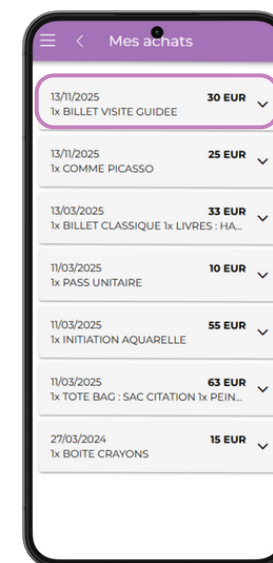 Mes achats
13/11/2025 30 EUR
1x BILLET VISITE GUIDEE
13/11/2025 25 EUR
1x COMME PICASSO
13/03/2025 33 EUR
1x BILLET CLASSIQUE 1x LIVRES : HA...
11/03/2025 10 EUR
1x PASS UNITAIRE
11/03/2025 55 EUR
1x INITIATION AQUARELLE
11/03/2025 63 EUR
1x TOTE BAG : SAC CITATION 1x PEIN...
27/03/2024 15 EUR
1x BOITE CRAYONS